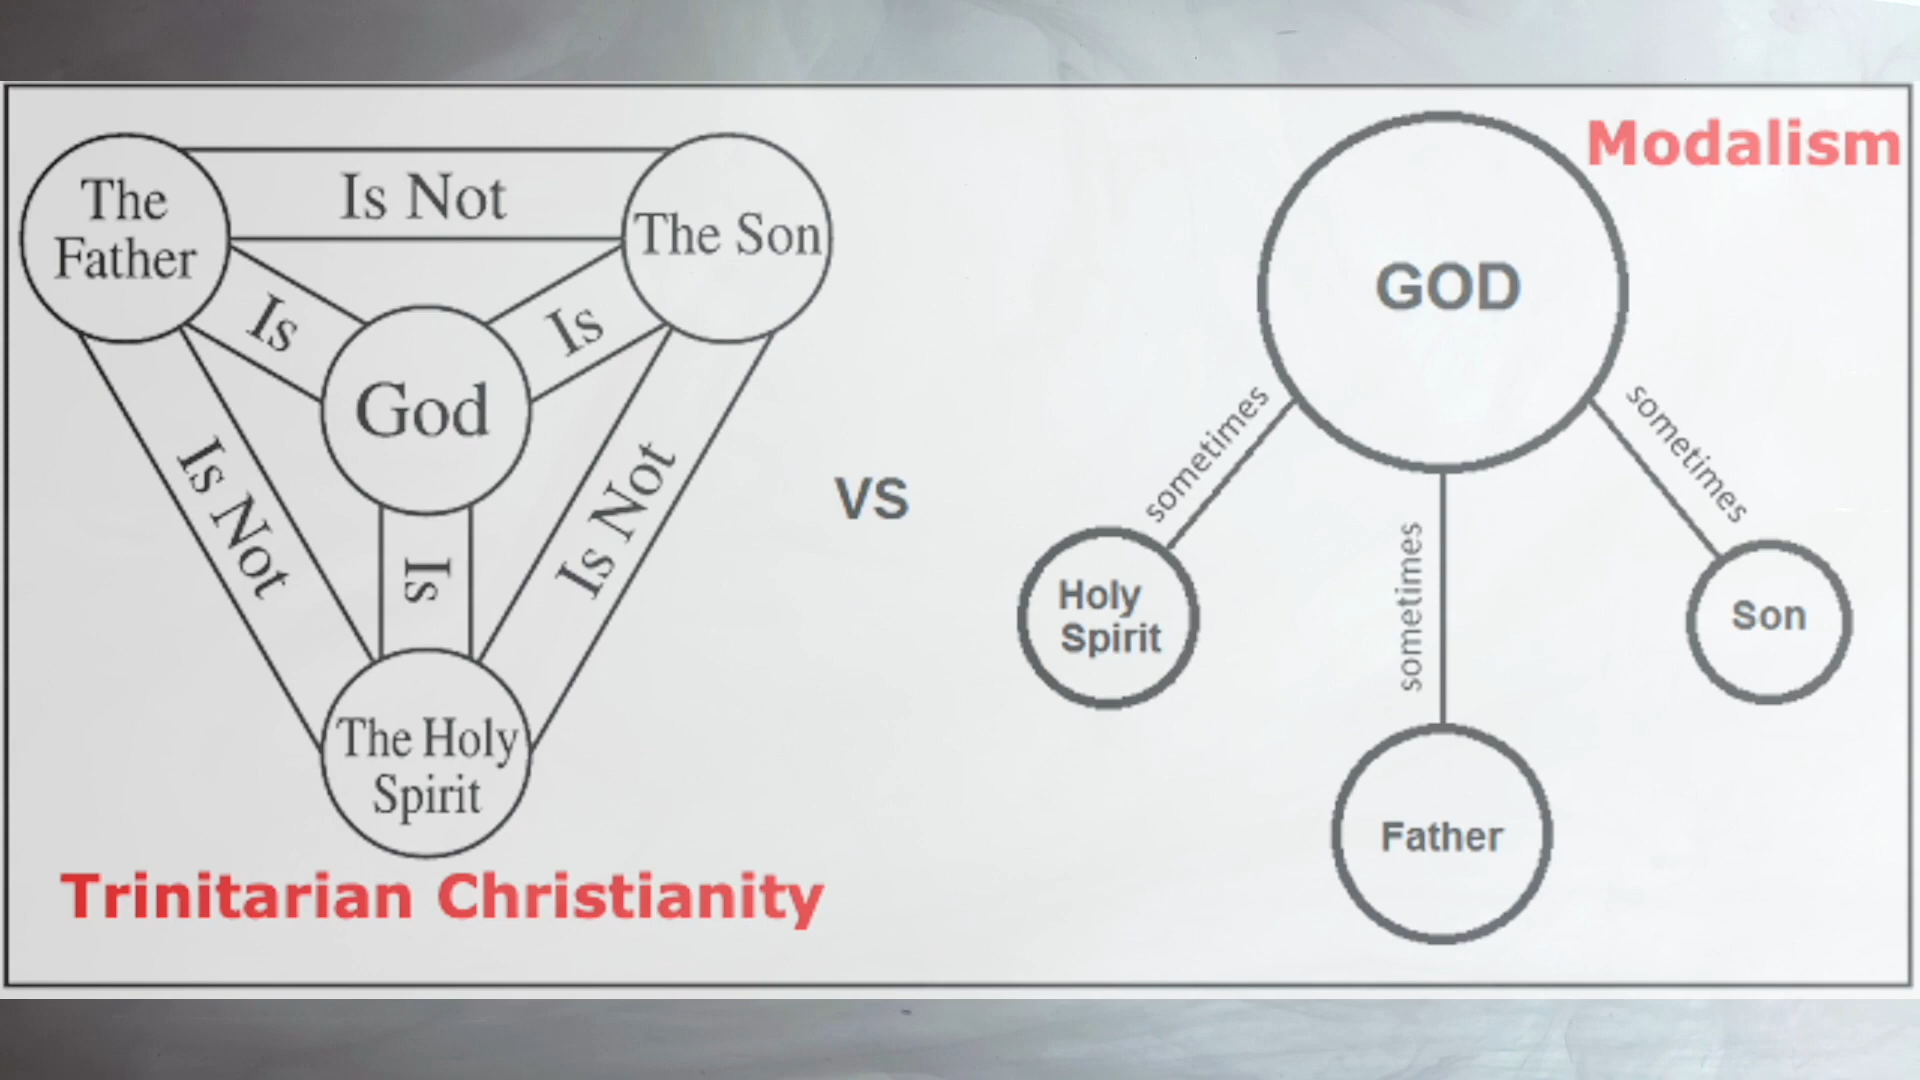 The
Father
Is Not
The Son
Is
Is
God
Is Not
Is
Is Not
The Holy
Spirit
Trinitarian Christianity
VS
Modalism
GOD
sometimes
sometimes
sometimes
Holy
Spirit
Father
Son